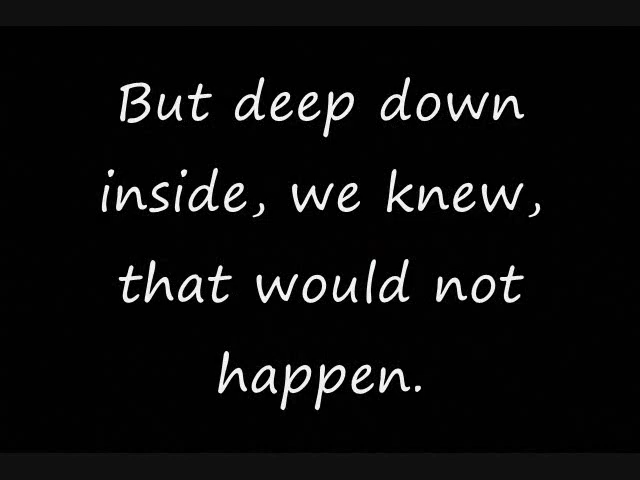 But deep down
inside, we knew,
that would not
happen.